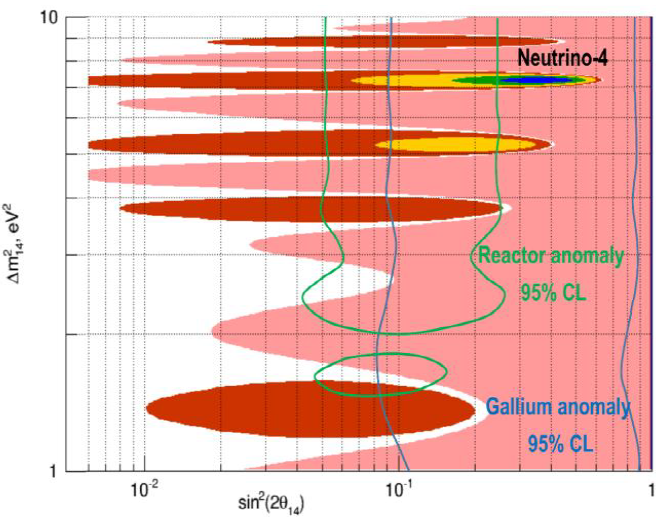 10
Neutrino-4
Δm²₁₄, eV²
Reactor anomaly
95% CL
Gallium anomaly
95% CL
1
10⁻²
10⁻¹
1
sin²(2θ₁₄)